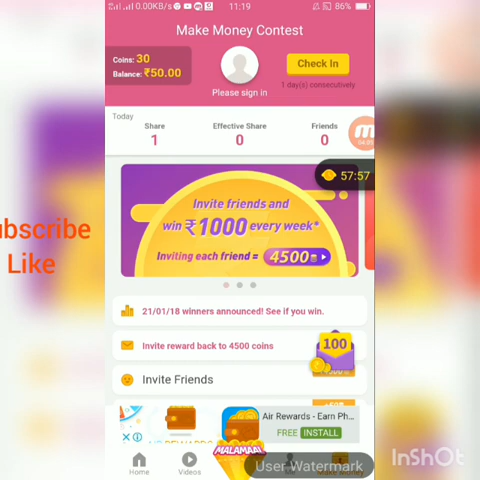 0.00KB/s
11:19
86%
Make Money Contest
Coins: 30
Balance: ₹50.00
Check In
Please sign in
1 day(s) consecutively
Today
Share
Effective Share
Friends
1
0
0
57:57
Invite friends and
win ₹1000 every week*
Inviting each friend = 4500
21/01/18 winners announced! See if you win.
Invite reward back to 4500 coins
100
Invite Friends
Air Rewards - Earn Ph...
FREE INSTALL
MALAMAAL
Home
Videos
User Watermark
Subscribe
Like
InShOt